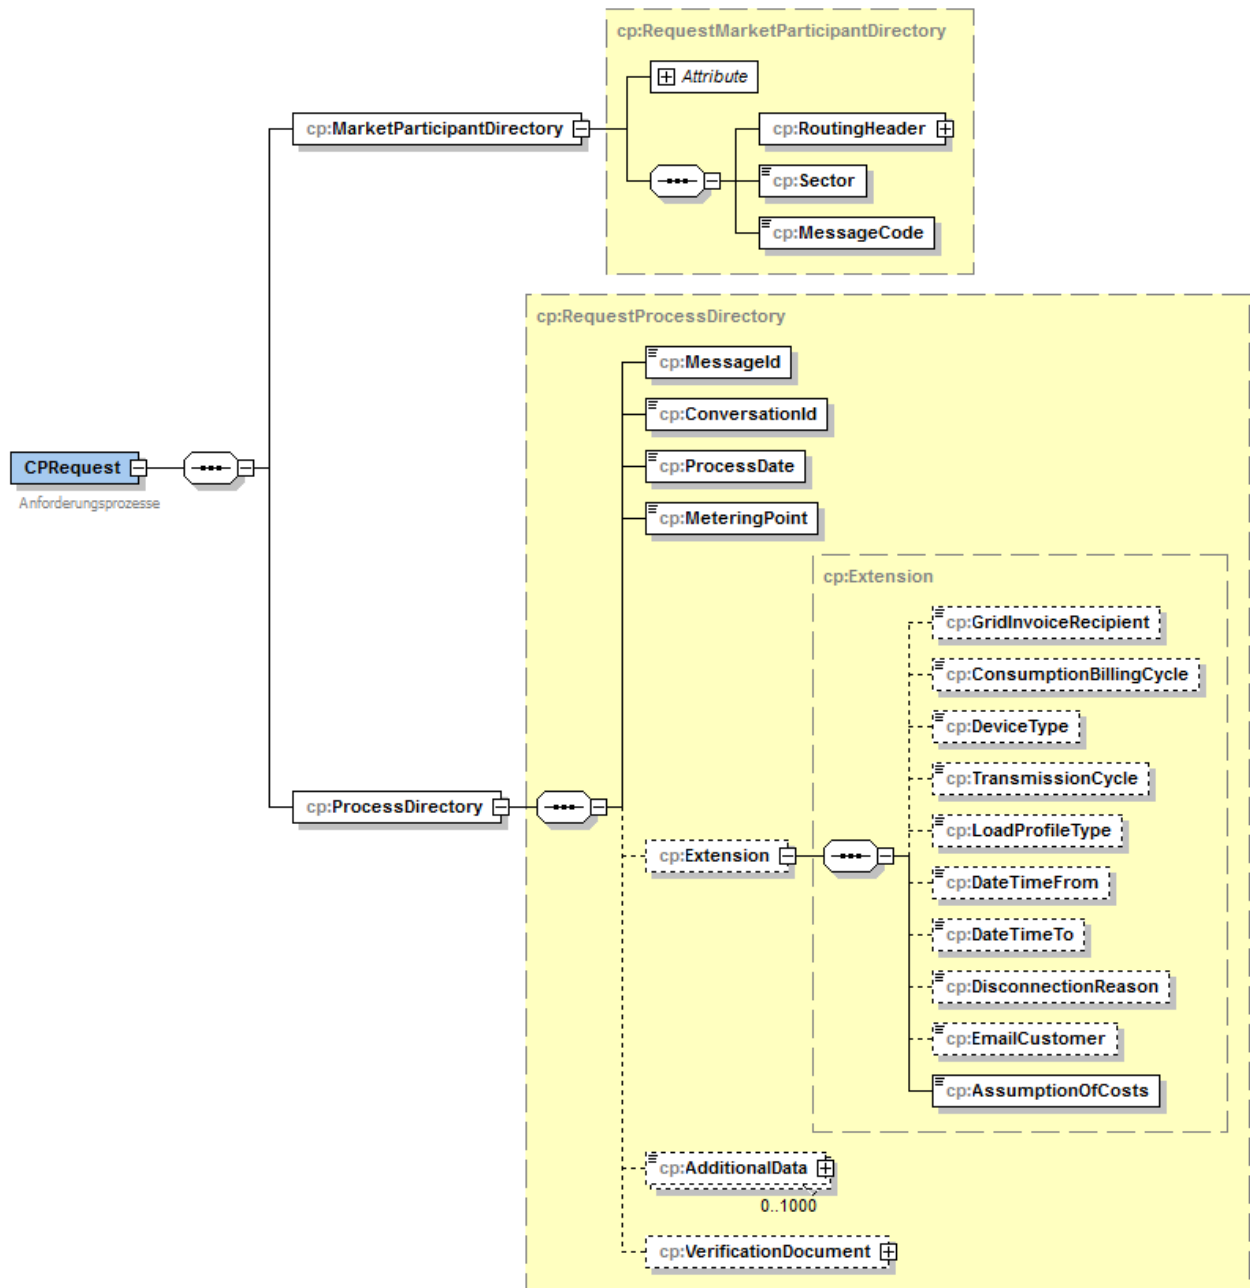 cp:RequestMarketParticipantDirectory
Attribute
cp:MarketParticipantDirectory
cp:RoutingHeader
cp:Sector
cp:MessageCode
cp:RequestProcessDirectory
cp:MessageId
cp:ConversationId
CPRequest
cp:ProcessDate
Anforderungsprozesse
cp:MeteringPoint
cp:Extension
cp:GridInvoiceRecipient
cp:ConsumptionBillingCycle
cp:DeviceType
cp:TransmissionCycle
cp:ProcessDirectory
cp:LoadProfileType
cp:Extension
cp:DateTimeFrom
cp:DateTimeTo
cp:DisconnectionReason
cp:EmailCustomer
cp:AssumptionOfCosts
cp:AdditionalData
0..1000
cp:VerificationDocument